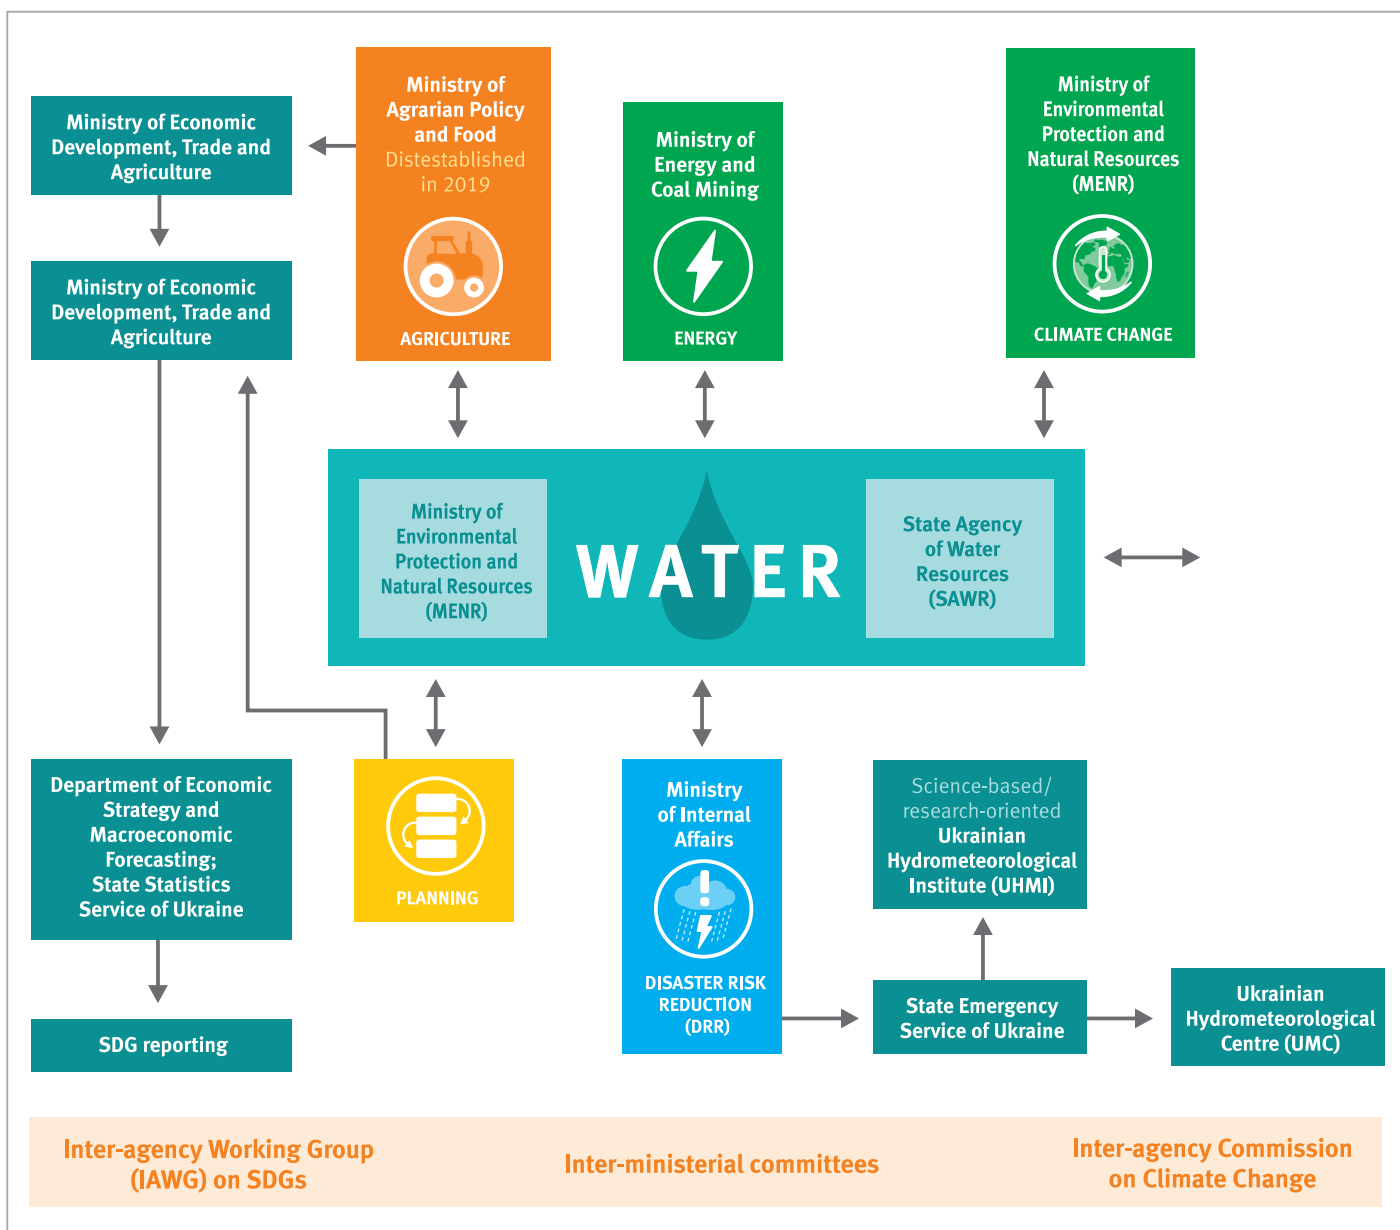 Ministry of Economic
Development, Trade and
Agriculture
Ministry of
Agrarian Policy
and Food
Distestablished
in 2019
AGRICULTURE
Ministry of
Energy and
Coal Mining
ENERGY
Ministry of
Environmental
Protection and
Natural Resources
(MENR)
CLIMATE CHANGE
Ministry of Economic
Development, Trade and
Agriculture
Ministry of
Environmental
Protection and
Natural Resources
(MENR)
WATER
State Agency
of Water
Resources
(SAWR)
Department of Economic
Strategy and
Macroeconomic
Forecasting;
State Statistics
Service of Ukraine
PLANNING
Ministry
of Internal
Affairs
DISASTER RISK
REDUCTION
(DRR)
Science-based/
research-oriented
Ukrainian
Hydrometeorological
Institute (UHMI)
State Emergency
Service of Ukraine
Ukrainian
Hydrometeorological
Centre (UMC)
SDG reporting
Inter-agency Working Group
(IAWG) on SDGs
Inter-ministerial committees
Inter-agency Commission
on Climate Change